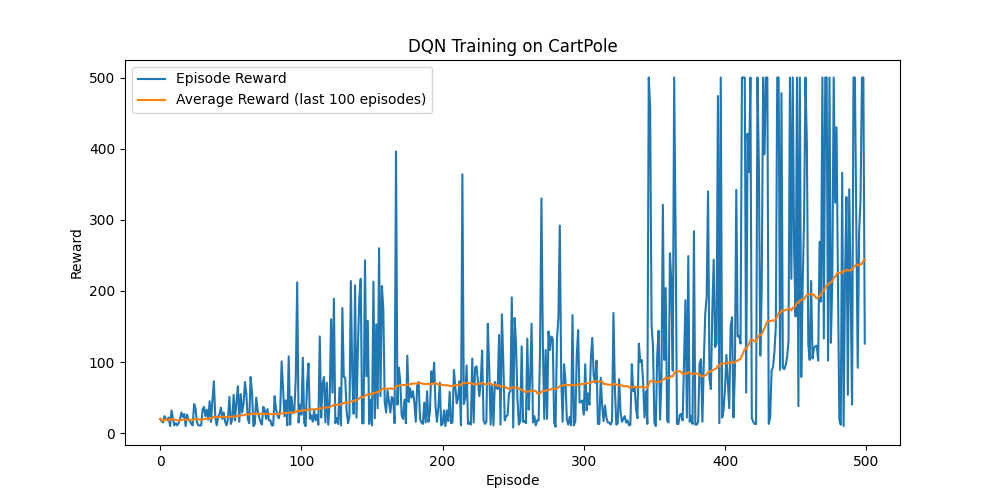 DQN Training on CartPole
Episode Reward
Average Reward (last 100 episodes)
500
400
300
200
100
0
Reward
0 100 200 300 400 500
Episode